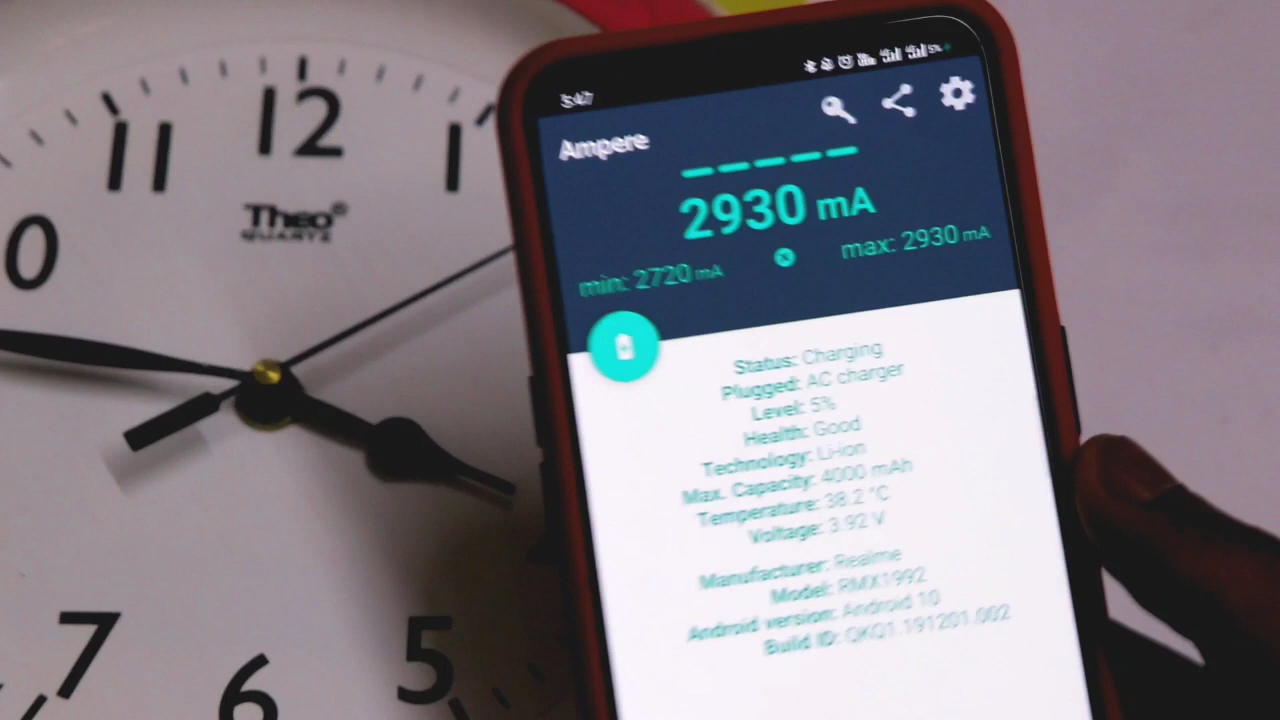 12
11
1
Theo®
QUARTZ
10
7
6
5
3:47
5%
Ampere
2930 mA
min: 2720 mA
max: 2930 mA
Status: Charging
Plugged: AC charger
Level: 5%
Health: Good
Technology: Li-ion
Max. Capacity: 4000 mAh
Temperature: 38.2 °C
Voltage: 3.92 V
Manufacturer: Realme
Model: RMX1992
Android version: Android 10
Build ID: QKQ1.191201.002